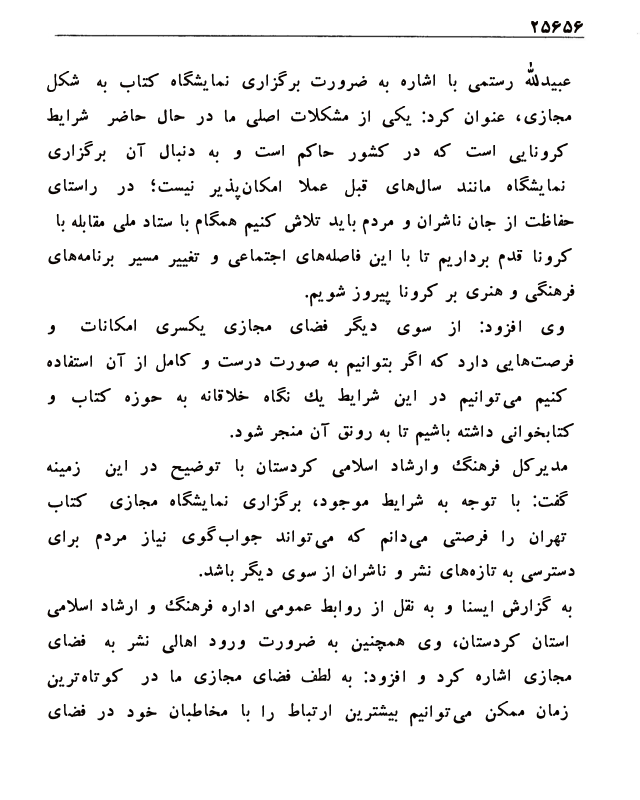 ۲۵۶۵۶
عبیدالله رستمی با اشاره به ضرورت برگزاری نمایشگاه کتاب به شکل
مجازی، عنوان کرد: یکی از مشکلات اصلی ما در حال حاضر شرایط
کرونایی است که در کشور حاکم است و به دنبال آن برگزاری
نمایشگاه مانند سال‌های قبل عملا امکان‌پذیر نیست؛ در راستای
حفاظت از جان ناشران و مردم باید تلاش کنیم همگام با ستاد ملی مقابله با
کرونا قدم برداریم تا با این فاصله‌های اجتماعی و تغییر مسیر برنامه‌های
فرهنگی و هنری بر کرونا پیروز شویم.
وی افزود: از سوی دیگر فضای مجازی یکسری امکانات و
فرصت‌هایی دارد که اگر بتوانیم به صورت درست و کامل از آن استفاده
کنیم می‌توانیم در این شرایط یك نگاه خلاقانه به حوزه کتاب و
کتابخوانی داشته باشیم تا به رونق آن منجر شود.
مدیرکل فرهنگ وارشاد اسلامی کردستان با توضیح در این زمینه
گفت: با توجه به شرایط موجود، برگزاری نمایشگاه مجازی کتاب
تهران را فرصتی می‌دانم که می‌تواند جواب‌گوی نیاز مردم برای
دسترسی به تازه‌های نشر و ناشران از سوی دیگر باشد.
به گزارش ایسنا و به نقل از روابط عمومی اداره فرهنگ و ارشاد اسلامی
استان کردستان، وی همچنین به ضرورت ورود اهالی نشر به فضای
مجازی اشاره کرد و افزود: به لطف فضای مجازی ما در کوتاه‌ترین
زمان ممکن می‌توانیم بیشترین ارتباط را با مخاطبان خود در فضای